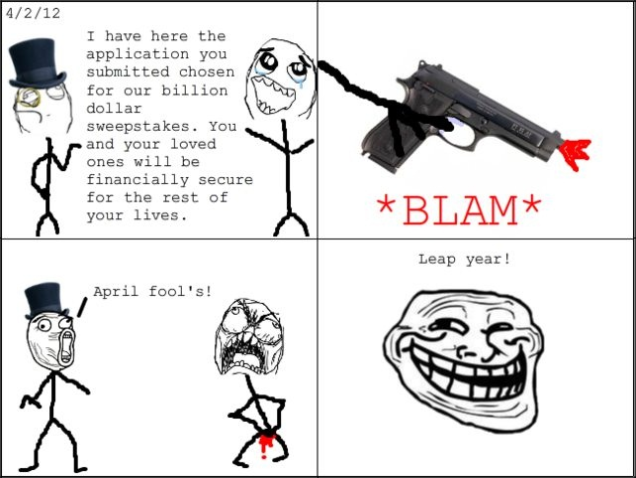 4/2/12
I have here the
application you
submitted chosen
for our billion
dollar
sweepstakes. You
and your loved
ones will be
financially secure
for the rest of
your lives.
*BLAM*
April fool's!
Leap year!